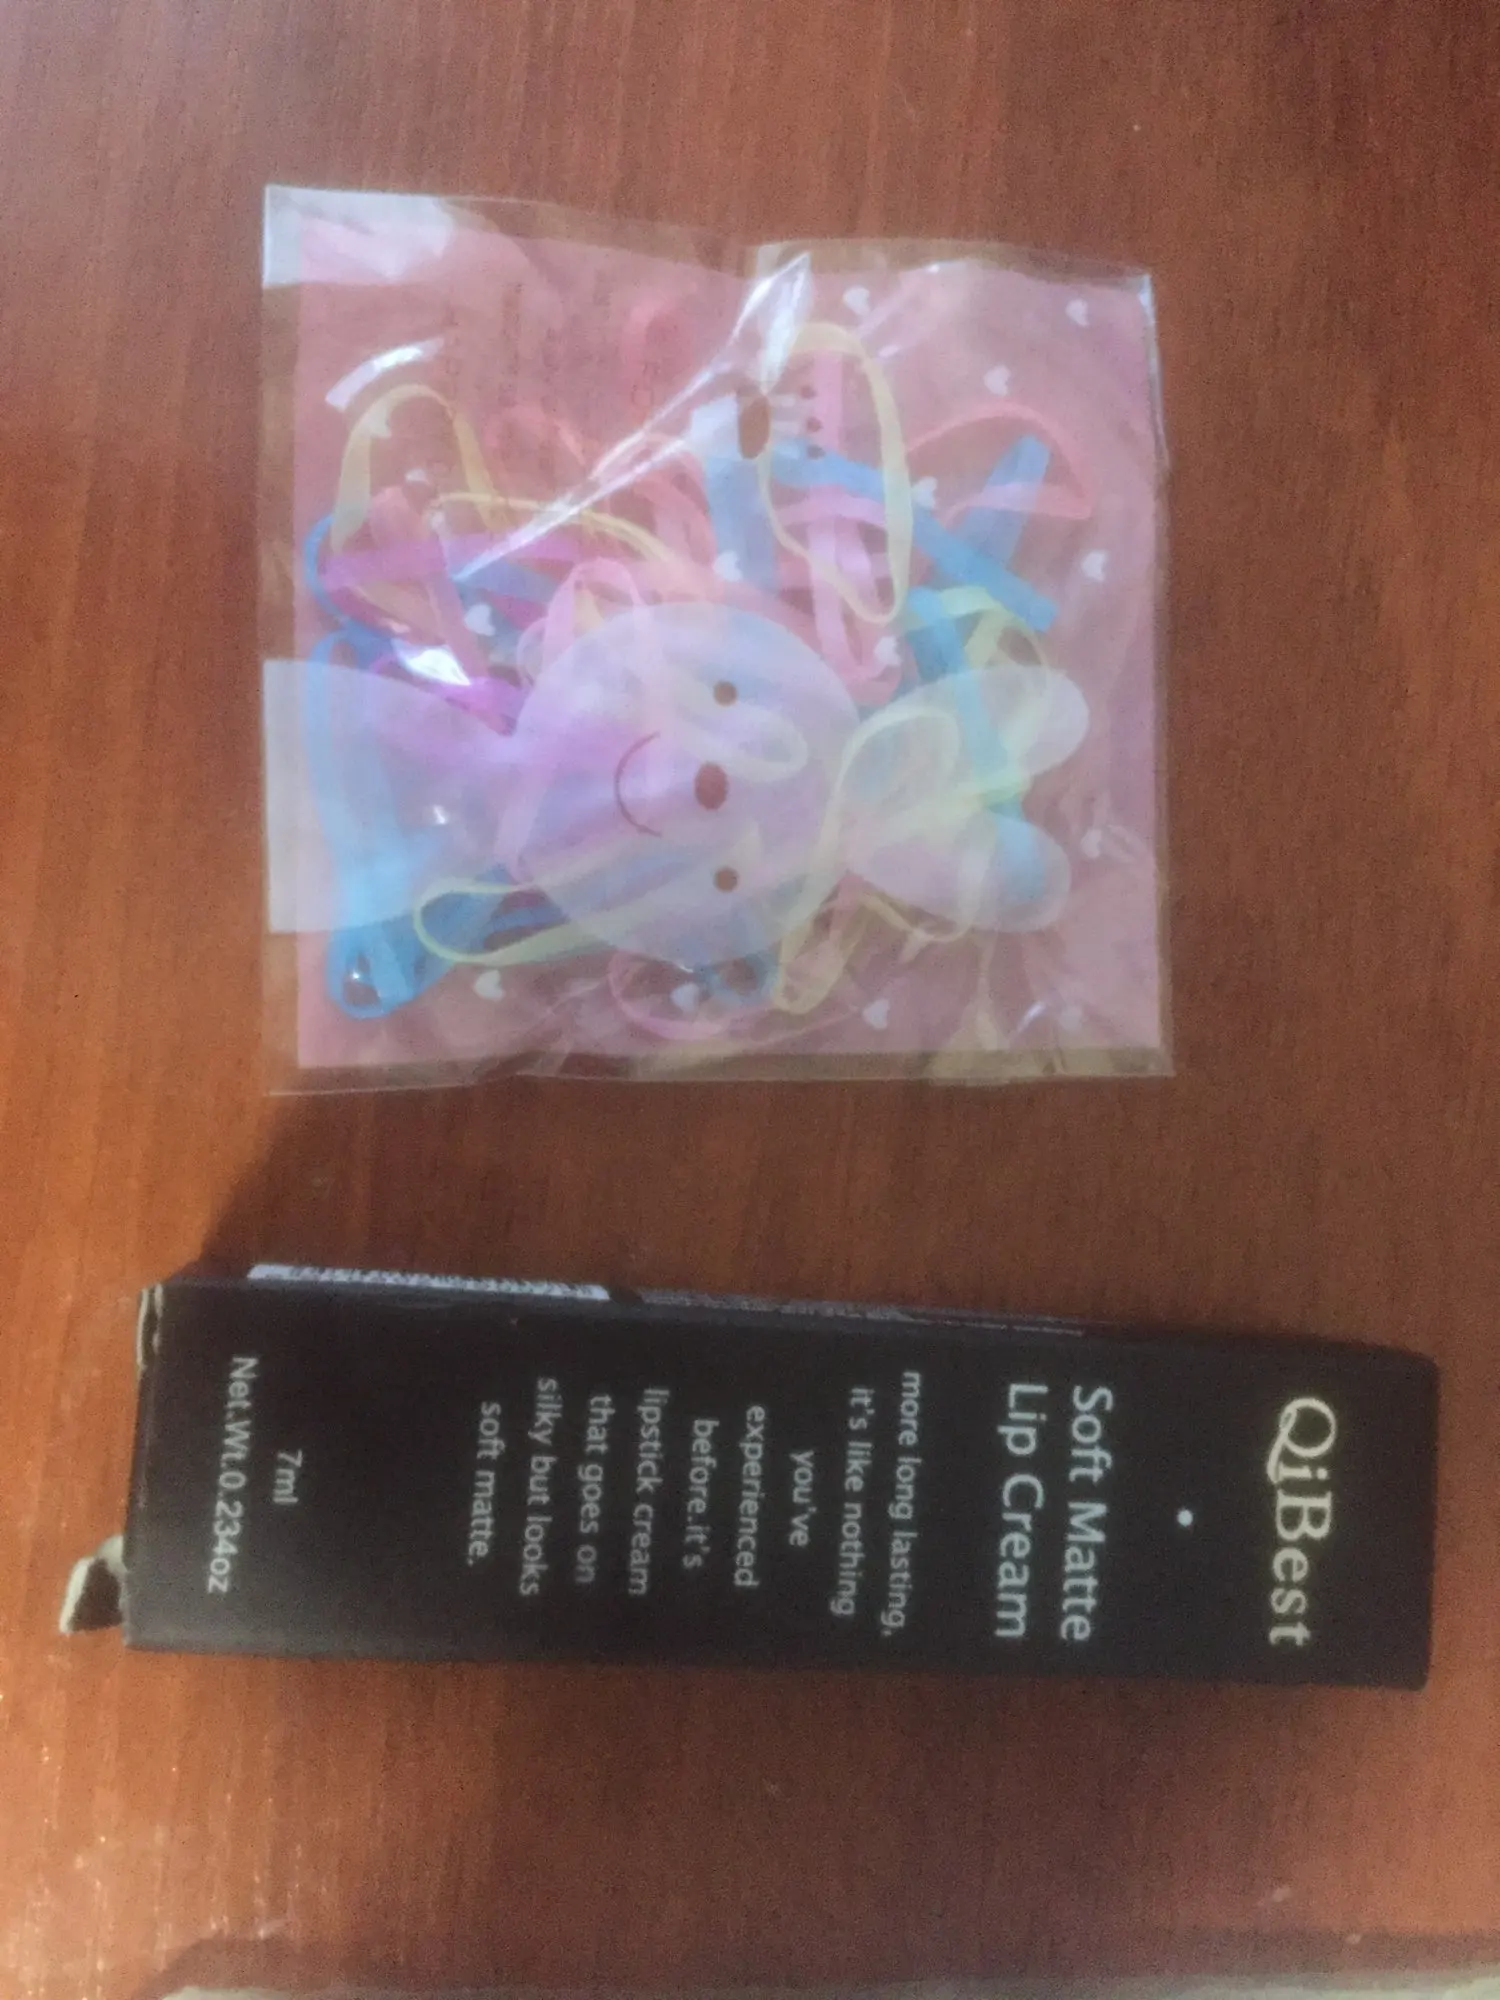 QiBest
Soft Matte
Lip Cream
more long lasting,
it's like nothing
you've
experienced
before.it's
lipstick cream
that goes on
silky but looks
soft matte.
7ml
Net.Wt.0.234oz